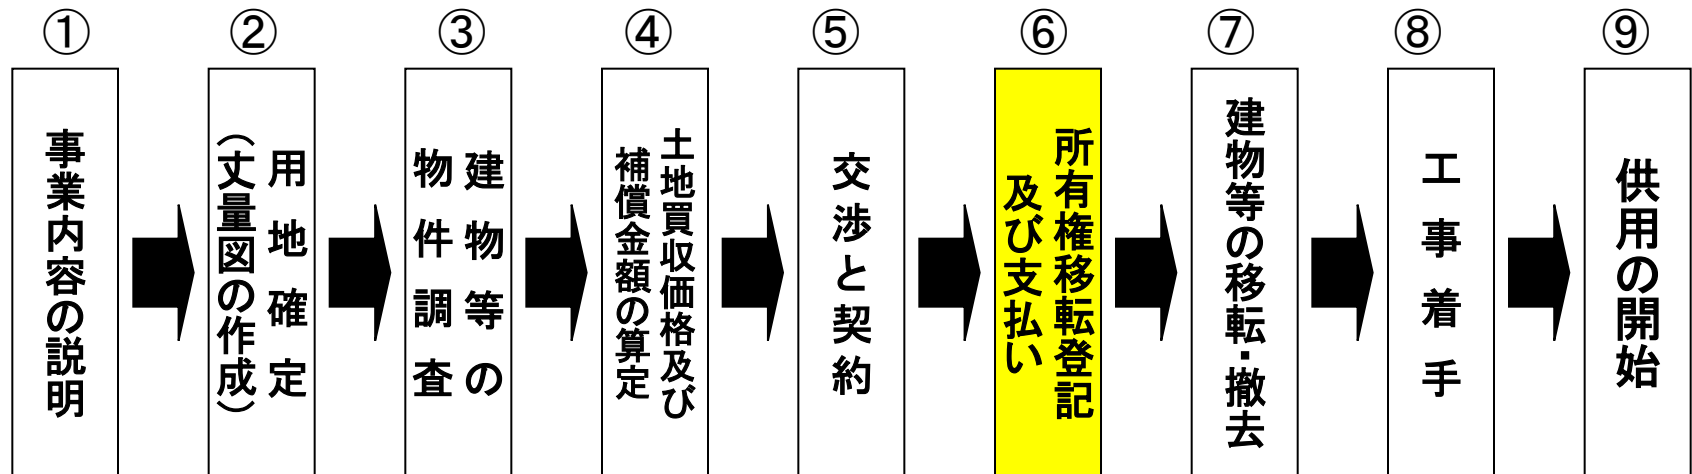 ①
事業内容の説明
②
用地確定
（丈量図の作成）
③
建物等の
物件調査
④
土地買収価格及び
補償金額の算定
⑤
交渉と契約
⑥
所有権移転登記
及び支払い
⑦
建物等の移転・撤去
⑧
工事着手
⑨
供用の開始